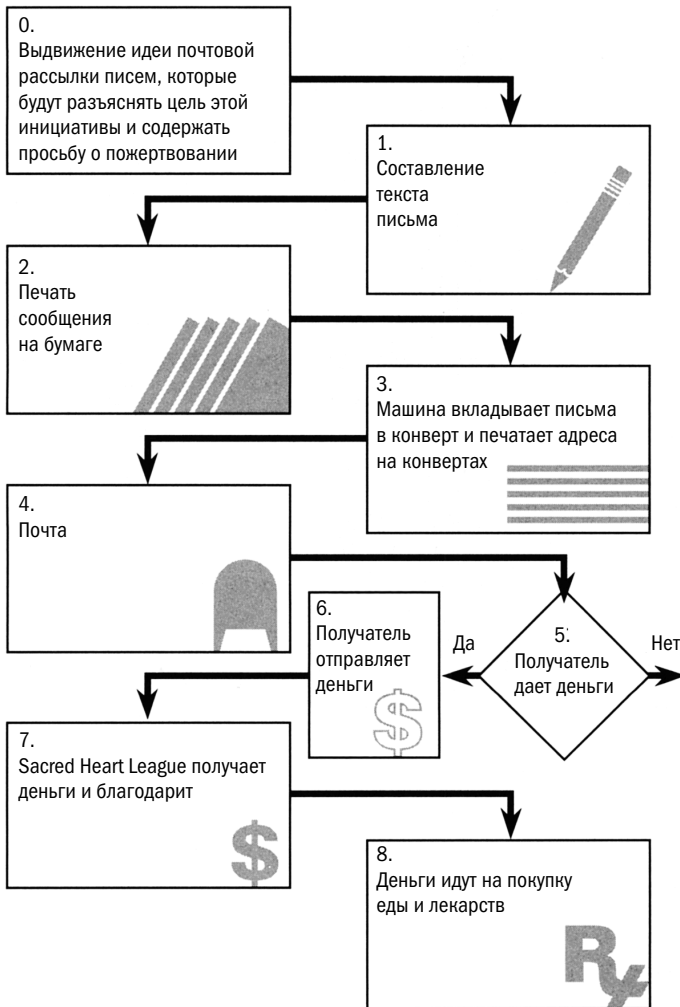 0.
Выдвижение идеи почтовой
рассылки писем, которые
будут разъяснять цель этой
инициативы и содержать
просьбу о пожертвовании
1.
Составление
текста
письма
2.
Печать
сообщения
на бумаге
3.
Машина вкладывает письма
в конверт и печатает адреса
на конвертах
4.
Почта
5.
Получатель
дает деньги
Да
Нет
6.
Получатель
отправляет
деньги
$
7.
Sacred Heart League получает
деньги и благодарит
$
8.
Деньги идут на покупку
еды и лекарств
Rx